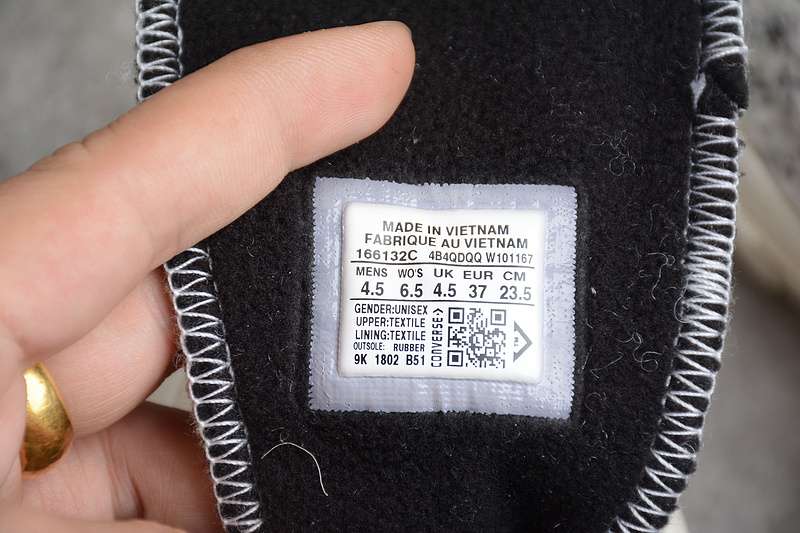 MADE IN VIETNAM
FABRIQUE AU VIETNAM
166132C 4B4QDQQ W101167
MENS WO'S UK EUR CM
4.5 6.5 4.5 37 23.5
GENDER:UNISEX
UPPER:TEXTILE
LINING:TEXTILE
OUTSOLE: RUBBER
9K 1802 B51
CONVERSE
TM